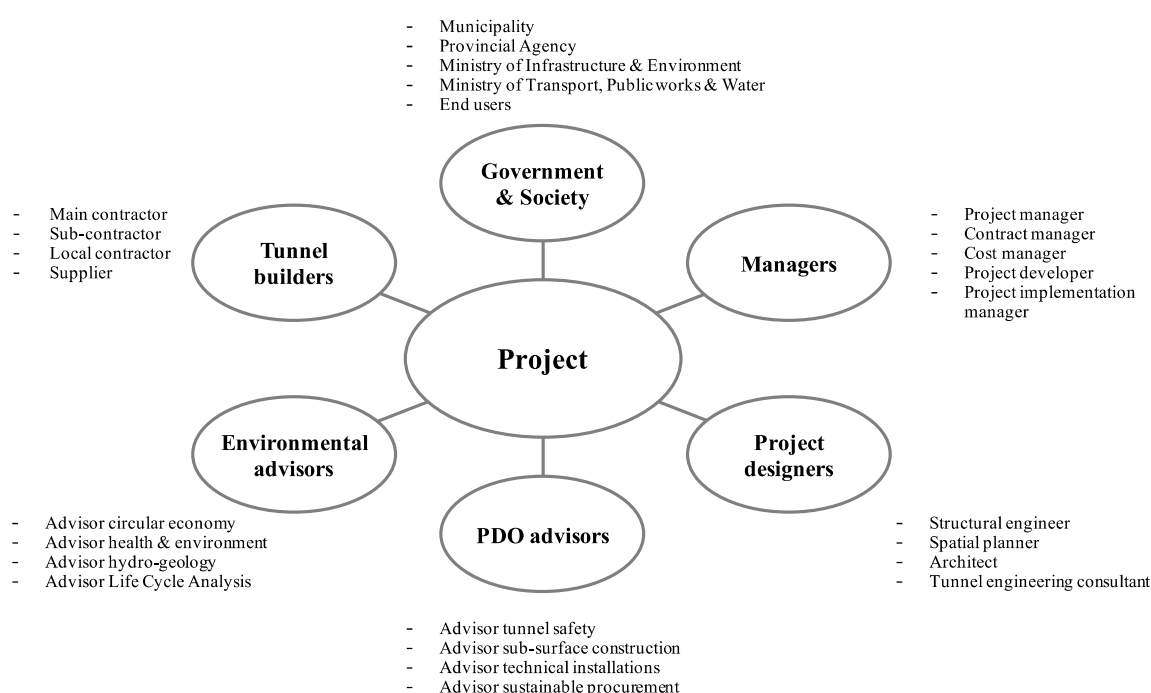 - Municipality
- Provincial Agency
- Ministry of Infrastructure & Environment
- Ministry of Transport, Publicworks & Water
- End users
Government
& Society
- Main contractor
- Sub-contractor
- Local contractor
- Supplier
Tunnel
builders
Managers
- Project manager
- Contract manager
- Cost manager
- Project developer
- Project implementation
manager
Project
Environmental
advisors
- Advisor circular economy
- Advisor health & environment
- Advisor hydro-geology
- Advisor Life Cycle Analysis
PDO advisors
- Advisor tunnel safety
- Advisor sub-surface construction
- Advisor technical installations
- Advisor sustainable procurement
Project
designers
- Structural engineer
- Spatial planner
- Architect
- Tunnel engineering consultant